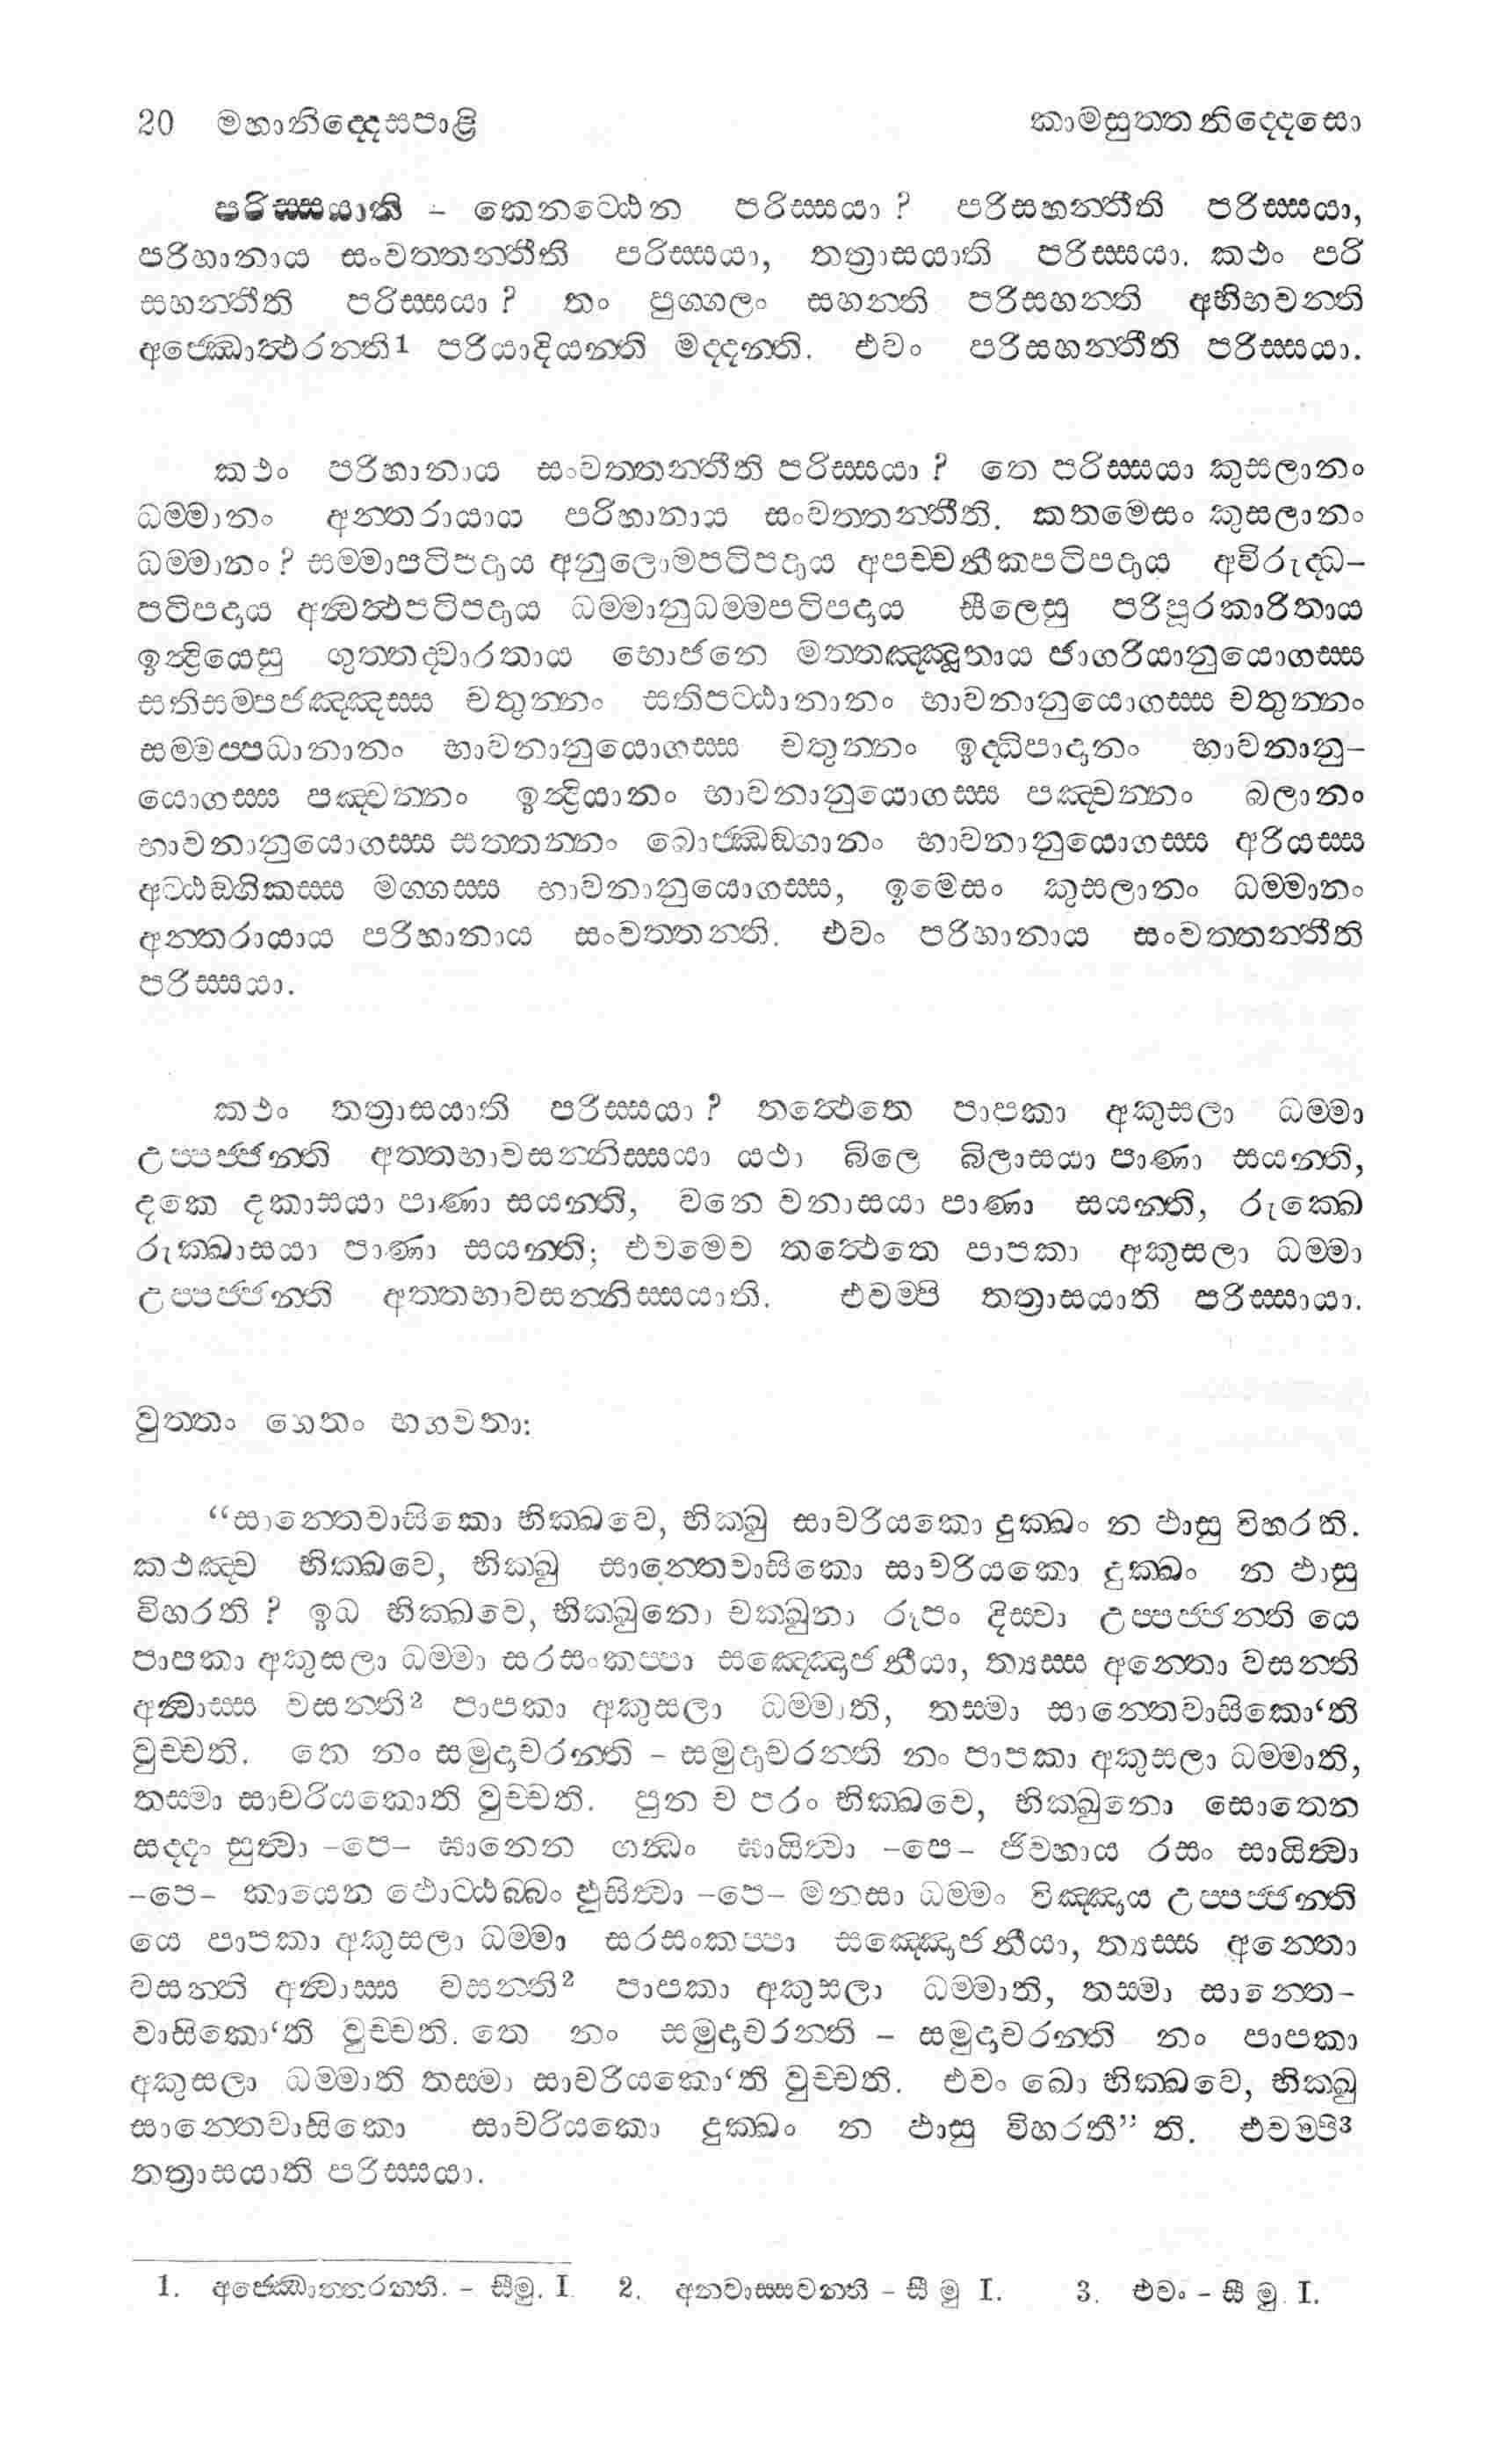 20 මහානිද්දෙසපාළි කාමසුත්තනිද්දෙසො
පරිස්සයාති – කෙනට්ඨෙන පරිස්සයා? පරිසහන්තීති පරිස්සයා,
පරිහානාය සංවත්තන්තීති පරිස්සයා, තත්‍රාසයාති පරිස්සයා. කථං පරි
සහන්තීති පරිස්සයා? තං පුග්ගලං සහන්ති පරිසහන්ති අභිභවන්ති
අජ්ඣොත්ථරන්ති1 පරියාදියන්ති මද්දන්ති. එවං පරිසහන්තීති පරිස්සයා.
කථං පරිහානාය සංවත්තන්තීති පරිස්සයා? තෙ පරිස්සයා කුසලානං
ධම්මානං අන්තරායාය පරිහානාය සංවත්තන්තීති. කතමෙසං කුසලානං
ධම්මානං? සම්මාපටිපදාය අනුලොමපටිපදාය අපච්චනීකපටිපදාය අවිරුද්ධ–
පටිපදාය අන්වත්ථපටිපදාය ධම්මානුධම්මපටිපදාය සීලෙසු පරිපූරකාරිතාය
ඉන්ද්‍රියෙසු ගුත්තද්වාරතාය භොජනෙ මත්තඤ්ඤුතාය ජාගරියානුයොගස්ස
සතිසම්පජඤ්ඤස්ස චතුන්නං සතිපට්ඨානානං භාවනානුයොගස්ස චතුන්නං
සම්මප්පධානානං භාවනානුයොගස්ස චතුන්නං ඉද්ධිපාදානං භාවනානු–
යොගස්ස පඤ්චන්නං ඉන්ද්‍රියානං භාවනානුයොගස්ස පඤ්චන්නං බලානං
භාවනානුයොගස්ස සත්තන්නං බොජ්ඣඞ්ගානං භාවනානුයොගස්ස අරියස්ස
අට්ඨඞ්ගිකස්ස මග්ගස්ස භාවනානුයොගස්ස, ඉමෙසං කුසලානං ධම්මානං
අන්තරායාය පරිහානාය සංවත්තන්ති. එවං පරිහානාය සංවත්තන්තීති
පරිස්සයා.
කථං තත්‍රාසයාති පරිස්සයා? තත්ථෙතෙ පාපකා අකුසලා ධම්මා
උප්පජ්ජන්ති අත්තභාවසන්නිස්සයා යථා බිලෙ බිලාසයා පාණා සයන්ති,
දකෙ දකාසයා පාණා සයන්ති, වනෙ වනාසයා පාණා සයන්ති, රුක්ඛෙ
රුක්ඛාසයා පාණා සයන්ති; එවමෙව තත්ථෙතෙ පාපකා අකුසලා ධම්මා
උප්පජ්ජන්ති අත්තභාවසන්නිස්සයාති. එවම්පි තත්‍රාසයාති පරිස්සායා.
වුත්තං හෙතං භගවතා:
“සාන්තෙවාසිකො භික්ඛවෙ, භික්ඛු සාචරියකො දුක්ඛං න ඵාසු විහරති.
කථඤ්ච භික්ඛවෙ, භික්ඛු සාන්තෙවාසිකො සාචරියකො දුක්ඛං න ඵාසු
විහරති? ඉධ භික්ඛවෙ, භික්ඛුනො චක්ඛුනා රූපං දිස්වා උප්පජ්ජන්ති යෙ
පාපකා අකුසලා ධම්මා සරසංකප්පා සඤ්ඤොජනීයා, ත්‍යස්ස අන්තො වසන්ති
අන්වාස්ස වසන්ති2 පාපකා අකුසලා ධම්මාති, තස්මා සාන්තෙවාසිකො‘ති
වුච්චති. තෙ නං සමුදාචරන්ති – සමුදාචරන්ති නං පාපකා අකුසලා ධම්මාති,
තස්මා සාචරියකොති වුච්චති. පුන ච පරං භික්ඛවෙ, භික්ඛුනො සොතෙන
සද්දං සුත්වා –පෙ– ඝානෙන ගන්ධං ඝායිත්වා –පෙ– ජිව්හාය රසං සායිත්වා
–පෙ– කායෙන ඵොට්ඨබ්බං ඵුසිත්වා –පෙ– මනසා ධම්මං විඤ්ඤාය උප්පජ්ජන්ති
යෙ පාපකා අකුසලා ධම්මා සරසංකප්පා සඤ්ඤොජනීයා, ත්‍යස්ස අන්තො
වසන්ති අන්වාස්ස වසන්ති2 පාපකා අකුසලා ධම්මාති, තස්මා සාන්තෙ–
වාසිකො‘ති වුච්චති. තෙ නං සමුදාචරන්ති – සමුදාචරන්ති නං පාපකා
අකුසලා ධම්මාති තස්මා සාචරියකො‘ති වුච්චති. එවං ඛො භික්ඛවෙ, භික්ඛු
සාන්තෙවාසිකො සාචරියකො දුක්ඛං න ඵාසු විහරතී” ති. එවම්පි3
තත්‍රාසයාති පරිස්සයා.
1. අජ්ඣොත්තරන්ති. – සීමු. I 2. අනවාස්සවන්ති – සී මු I. 3. එවං – සී මු. I.